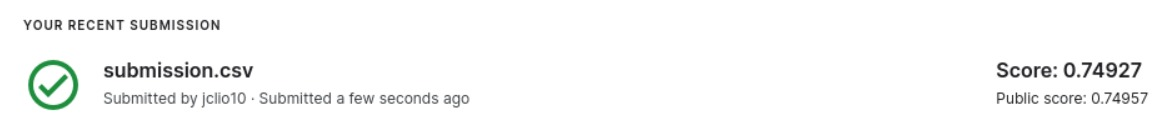 YOUR RECENT SUBMISSION
submission.csv
Submitted by jclio10 · Submitted a few seconds ago
Score: 0.74927
Public score: 0.74957